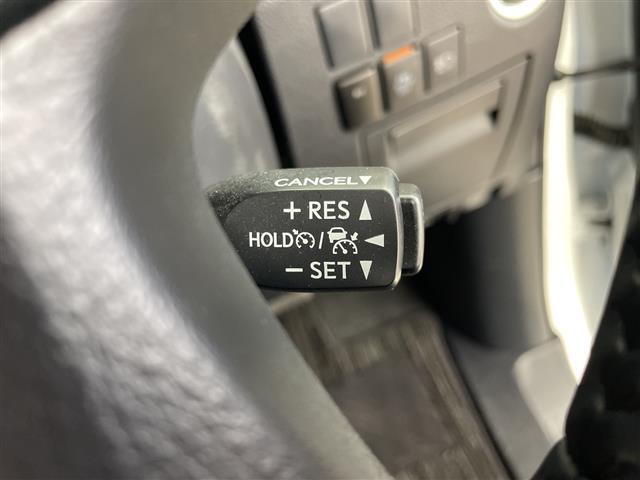 CANCEL▼
+ RES ▲
HOLD / ◀
− SET ▼